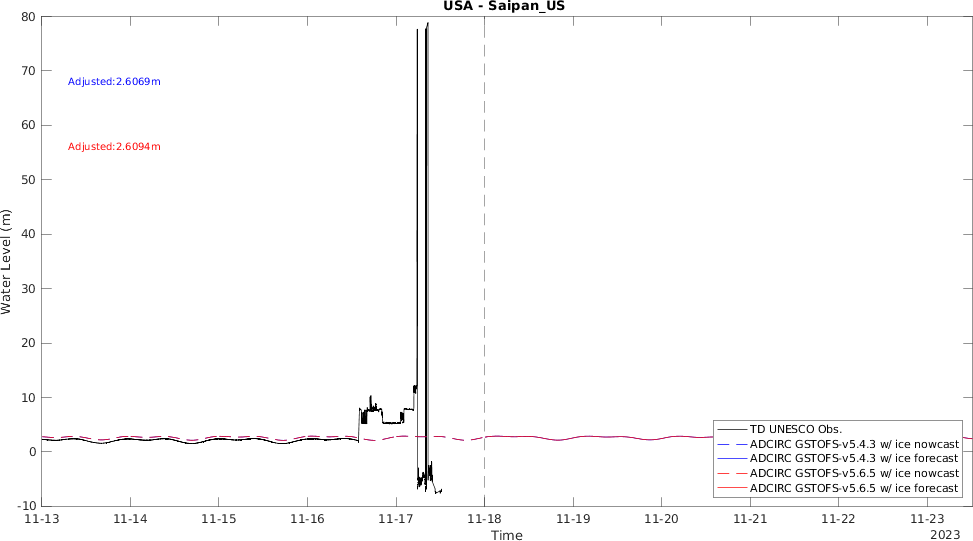 USA - Saipan_US
80
70
60
50
40
30
20
10
0
-10
Water Level (m)
Adjusted:2.6069m
Adjusted:2.6094m
TD UNESCO Obs.
ADCIRC GSTOFS-v5.4.3 w/ ice nowcast
ADCIRC GSTOFS-v5.4.3 w/ ice forecast
ADCIRC GSTOFS-v5.6.5 w/ ice nowcast
ADCIRC GSTOFS-v5.6.5 w/ ice forecast
11-13 11-14 11-15 11-16 11-17 11-18 11-19 11-20 11-21 11-22 11-23
Time
2023